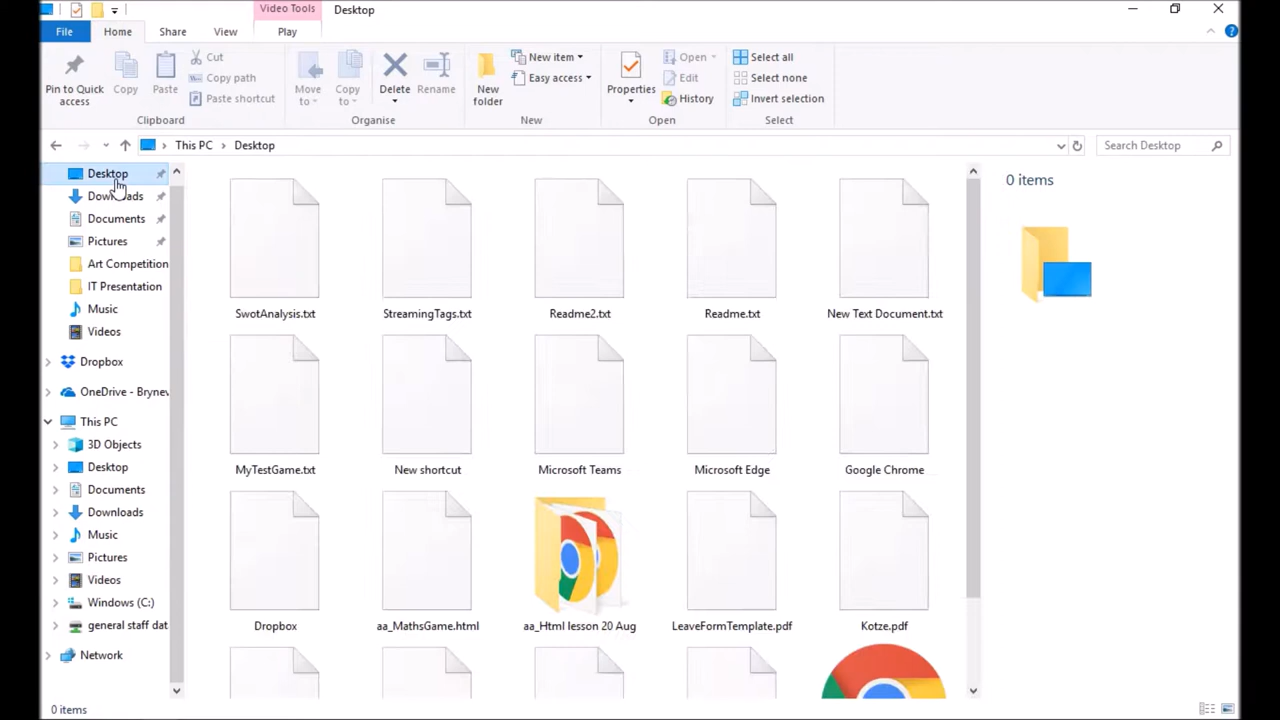 Video Tools
Desktop
File
Home
Share
View
Play
Pin to Quick access
Copy
Paste
Cut
Copy path
Paste shortcut
Clipboard
Move to
Copy to
Delete
Rename
Organise
New folder
New item
Easy access
New
Properties
Open
Edit
History
Open
Select all
Select none
Invert selection
Select
This PC
Desktop
Search Desktop
Desktop
Downloads
Documents
Pictures
Art Competition
IT Presentation
Music
Videos
Dropbox
OneDrive - Brynev
This PC
3D Objects
Desktop
Documents
Downloads
Music
Pictures
Videos
Windows (C:)
general staff dat
Network
SwotAnalysis.txt
StreamingTags.txt
Readme2.txt
Readme.txt
New Text Document.txt
MyTestGame.txt
New shortcut
Microsoft Teams
Microsoft Edge
Google Chrome
Dropbox
aa_MathsGame.html
aa_Html lesson 20 Aug
LeaveFormTemplate.pdf
Kotze.pdf
0 items
0 items